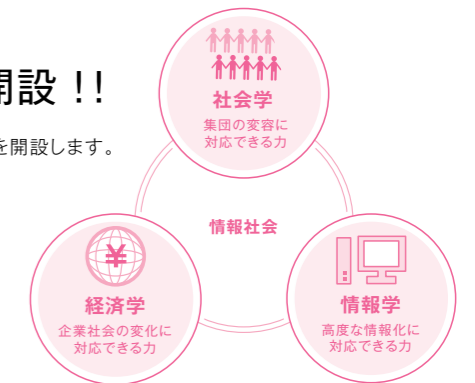 開設!!
を開設します。
社会学
集団の変容に
対応できる力
情報社会
¥
経済学
企業社会の変化に
対応できる力
情報学
高度な情報化に
対応できる力